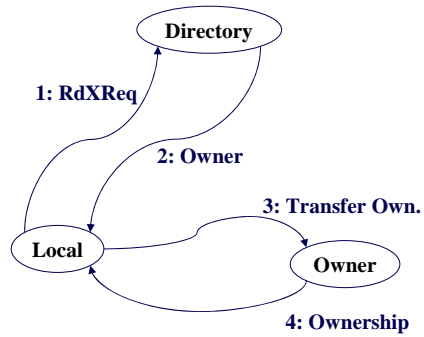 Directory
1: RdXReq
2: Owner
3: Transfer Own.
Local
Owner
4: Ownership